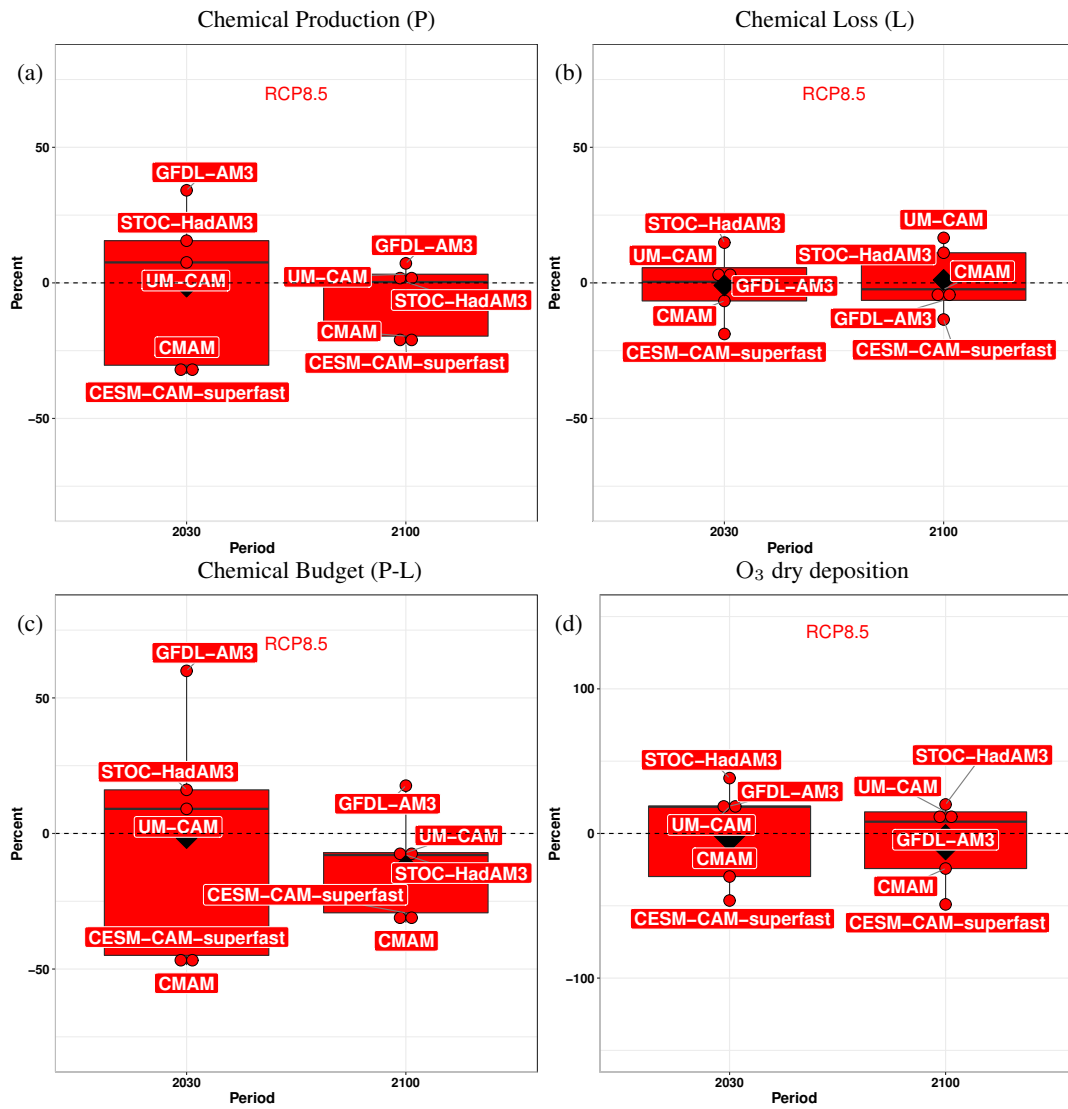 Chemical Production (P)
(a)
RCP8.5
GFDL−AM3
STOC−HadAM3
UM−CAM
CMAM
CESM−CAM−superfast
GFDL−AM3
UM−CAM
STOC−HadAM3
CMAM
CESM−CAM−superfast
50
0
−50
Percent
2030
2100
Period
Chemical Loss (L)
(b)
RCP8.5
STOC−HadAM3
UM−CAM
GFDL−AM3
CMAM
CESM−CAM−superfast
UM−CAM
STOC−HadAM3
CMAM
GFDL−AM3
CESM−CAM−superfast
50
0
−50
Percent
2030
2100
Period
Chemical Budget (P-L)
(c)
RCP8.5
GFDL−AM3
STOC−HadAM3
UM−CAM
CESM−CAM−superfast
CMAM
GFDL−AM3
UM−CAM
STOC−HadAM3
CESM−CAM−superfast
CMAM
50
0
−50
Percent
2030
2100
Period
O₃ dry deposition
(d)
RCP8.5
STOC−HadAM3
GFDL−AM3
UM−CAM
CMAM
CESM−CAM−superfast
STOC−HadAM3
UM−CAM
GFDL−AM3
CMAM
CESM−CAM−superfast
100
0
−100
Percent
2030
2100
Period